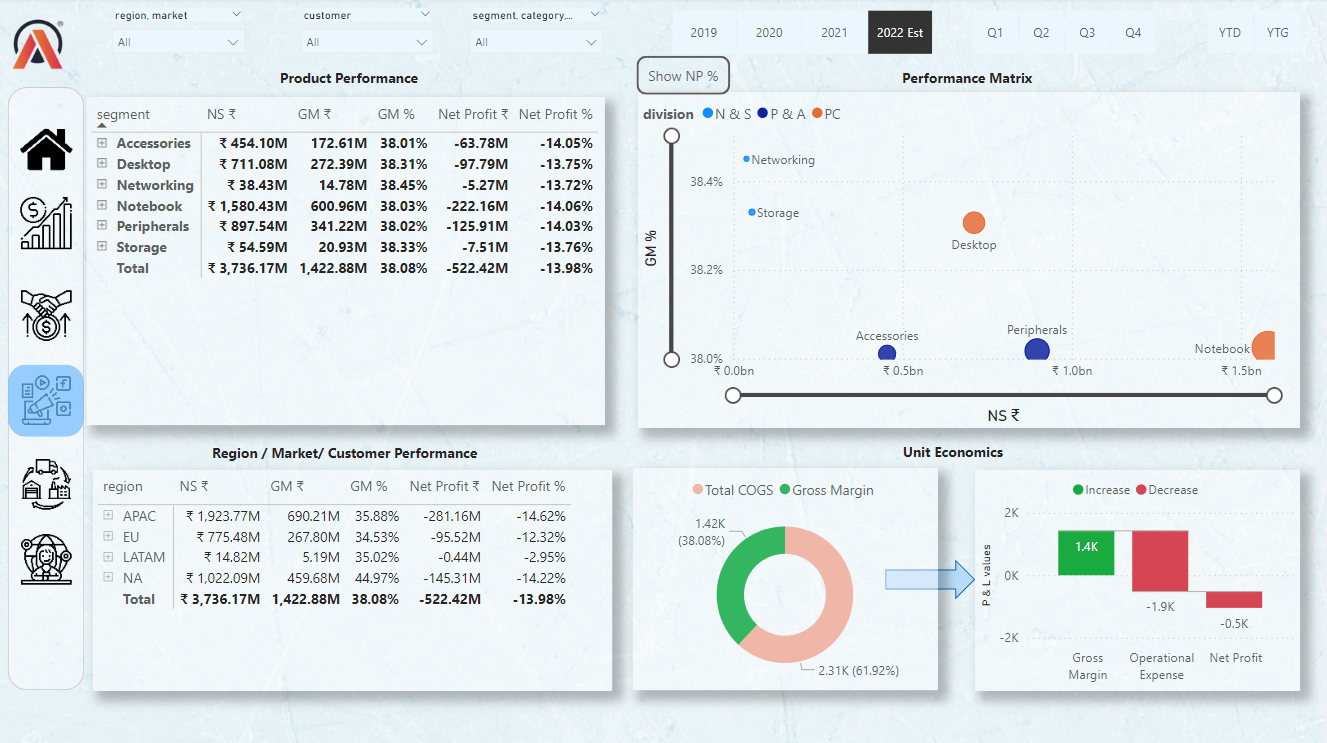 region, market
customer
segment, category,...
All
All
All
2019 2020 2021 2022 Est
Q1 Q2 Q3 Q4
YTD YTG
Product Performance
segment NS ₹ GM ₹ GM % Net Profit ₹ Net Profit %
Accessories ₹ 454.10M 172.61M 38.01% -63.78M -14.05%
Desktop ₹ 711.08M 272.39M 38.31% -97.79M -13.75%
Networking ₹ 38.43M 14.78M 38.45% -5.27M -13.72%
Notebook ₹ 1,580.43M 600.96M 38.03% -222.16M -14.06%
Peripherals ₹ 897.54M 341.22M 38.02% -125.91M -14.03%
Storage ₹ 54.59M 20.93M 38.33% -7.51M -13.76%
Total ₹ 3,736.17M 1,422.88M 38.08% -522.42M -13.98%
Show NP %
Performance Matrix
division N & S P & A PC
GM %
38.4%
38.2%
38.0%
Networking
Storage
Desktop
Accessories
Peripherals
Notebook
₹ 0.0bn ₹ 0.5bn ₹ 1.0bn ₹ 1.5bn
NS ₹
Region / Market/ Customer Performance
region NS ₹ GM ₹ GM % Net Profit ₹ Net Profit %
APAC ₹ 1,923.77M 690.21M 35.88% -281.16M -14.62%
EU ₹ 775.48M 267.80M 34.53% -95.52M -12.32%
LATAM ₹ 14.82M 5.19M 35.02% -0.44M -2.95%
NA ₹ 1,022.09M 459.68M 44.97% -145.31M -14.22%
Total ₹ 3,736.17M 1,422.88M 38.08% -522.42M -13.98%
Unit Economics
Total COGS Gross Margin
1.42K
(38.08%)
2.31K (61.92%)
Increase Decrease
P & L values
2K
0K
-2K
1.4K
-1.9K
-0.5K
Gross
Margin
Operational
Expense
Net Profit